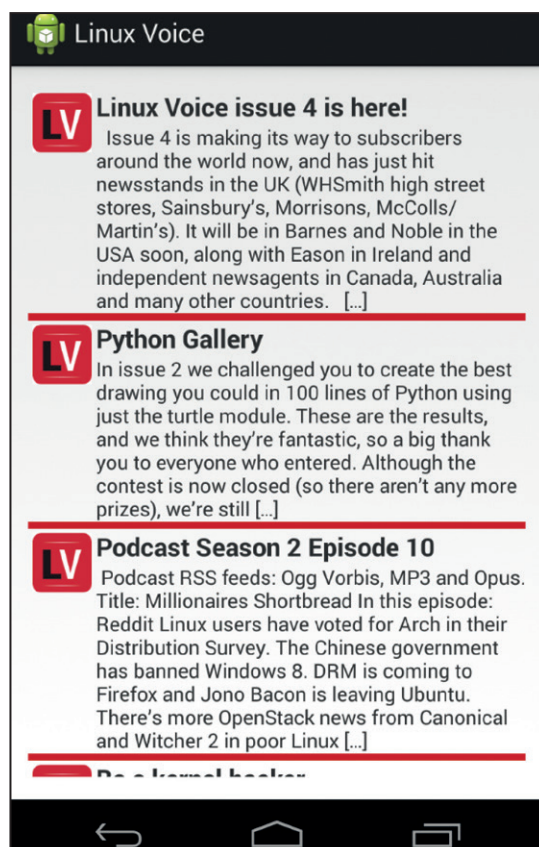 Linux Voice
LV
Linux Voice issue 4 is here!
Issue 4 is making its way to subscribers
around the world now, and has just hit
newsstands in the UK (WHSmith high street
stores, Sainsbury's, Morrisons, McColls/
Martin's). It will be in Barnes and Noble in the
USA soon, along with Eason in Ireland and
independent newsagents in Canada, Australia
and many other countries. [...]
LV
Python Gallery
In issue 2 we challenged you to create the best
drawing you could in 100 lines of Python using
just the turtle module. These are the results,
and we think they're fantastic, so a big thank
you to everyone who entered. Although the
contest is now closed (so there aren't any more
prizes), we're still [...]
LV
Podcast Season 2 Episode 10
Podcast RSS feeds: Ogg Vorbis, MP3 and Opus.
Title: Millionaires Shortbread In this episode:
Reddit Linux users have voted for Arch in their
Distribution Survey. The Chinese government
has banned Windows 8. DRM is coming to
Firefox and Jono Bacon is leaving Ubuntu.
There's more OpenStack news from Canonical
and Witcher 2 in poor Linux [...]
Be a kernel hacker